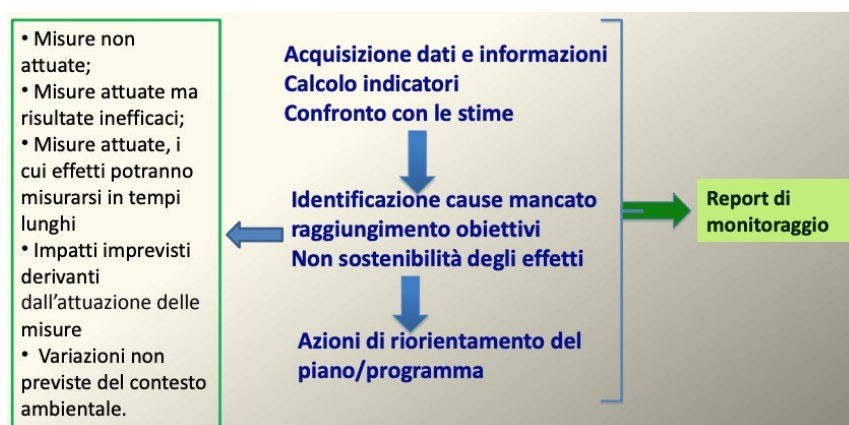 • Misure non
attuate;
• Misure attuate ma
risultate inefficaci;
• Misure attuate, i
cui effetti potranno
misurarsi in tempi
lunghi
• Impatti imprevisti
derivanti
dall'attuazione delle
misure
• Variazioni non
previste del contesto
ambientale.
Acquisizione dati e informazioni
Calcolo indicatori
Confronto con le stime
Identificazione cause mancato
raggiungimento obiettivi
Non sostenibilità degli effetti
Azioni di riorientamento del
piano/programma
Report di
monitoraggio